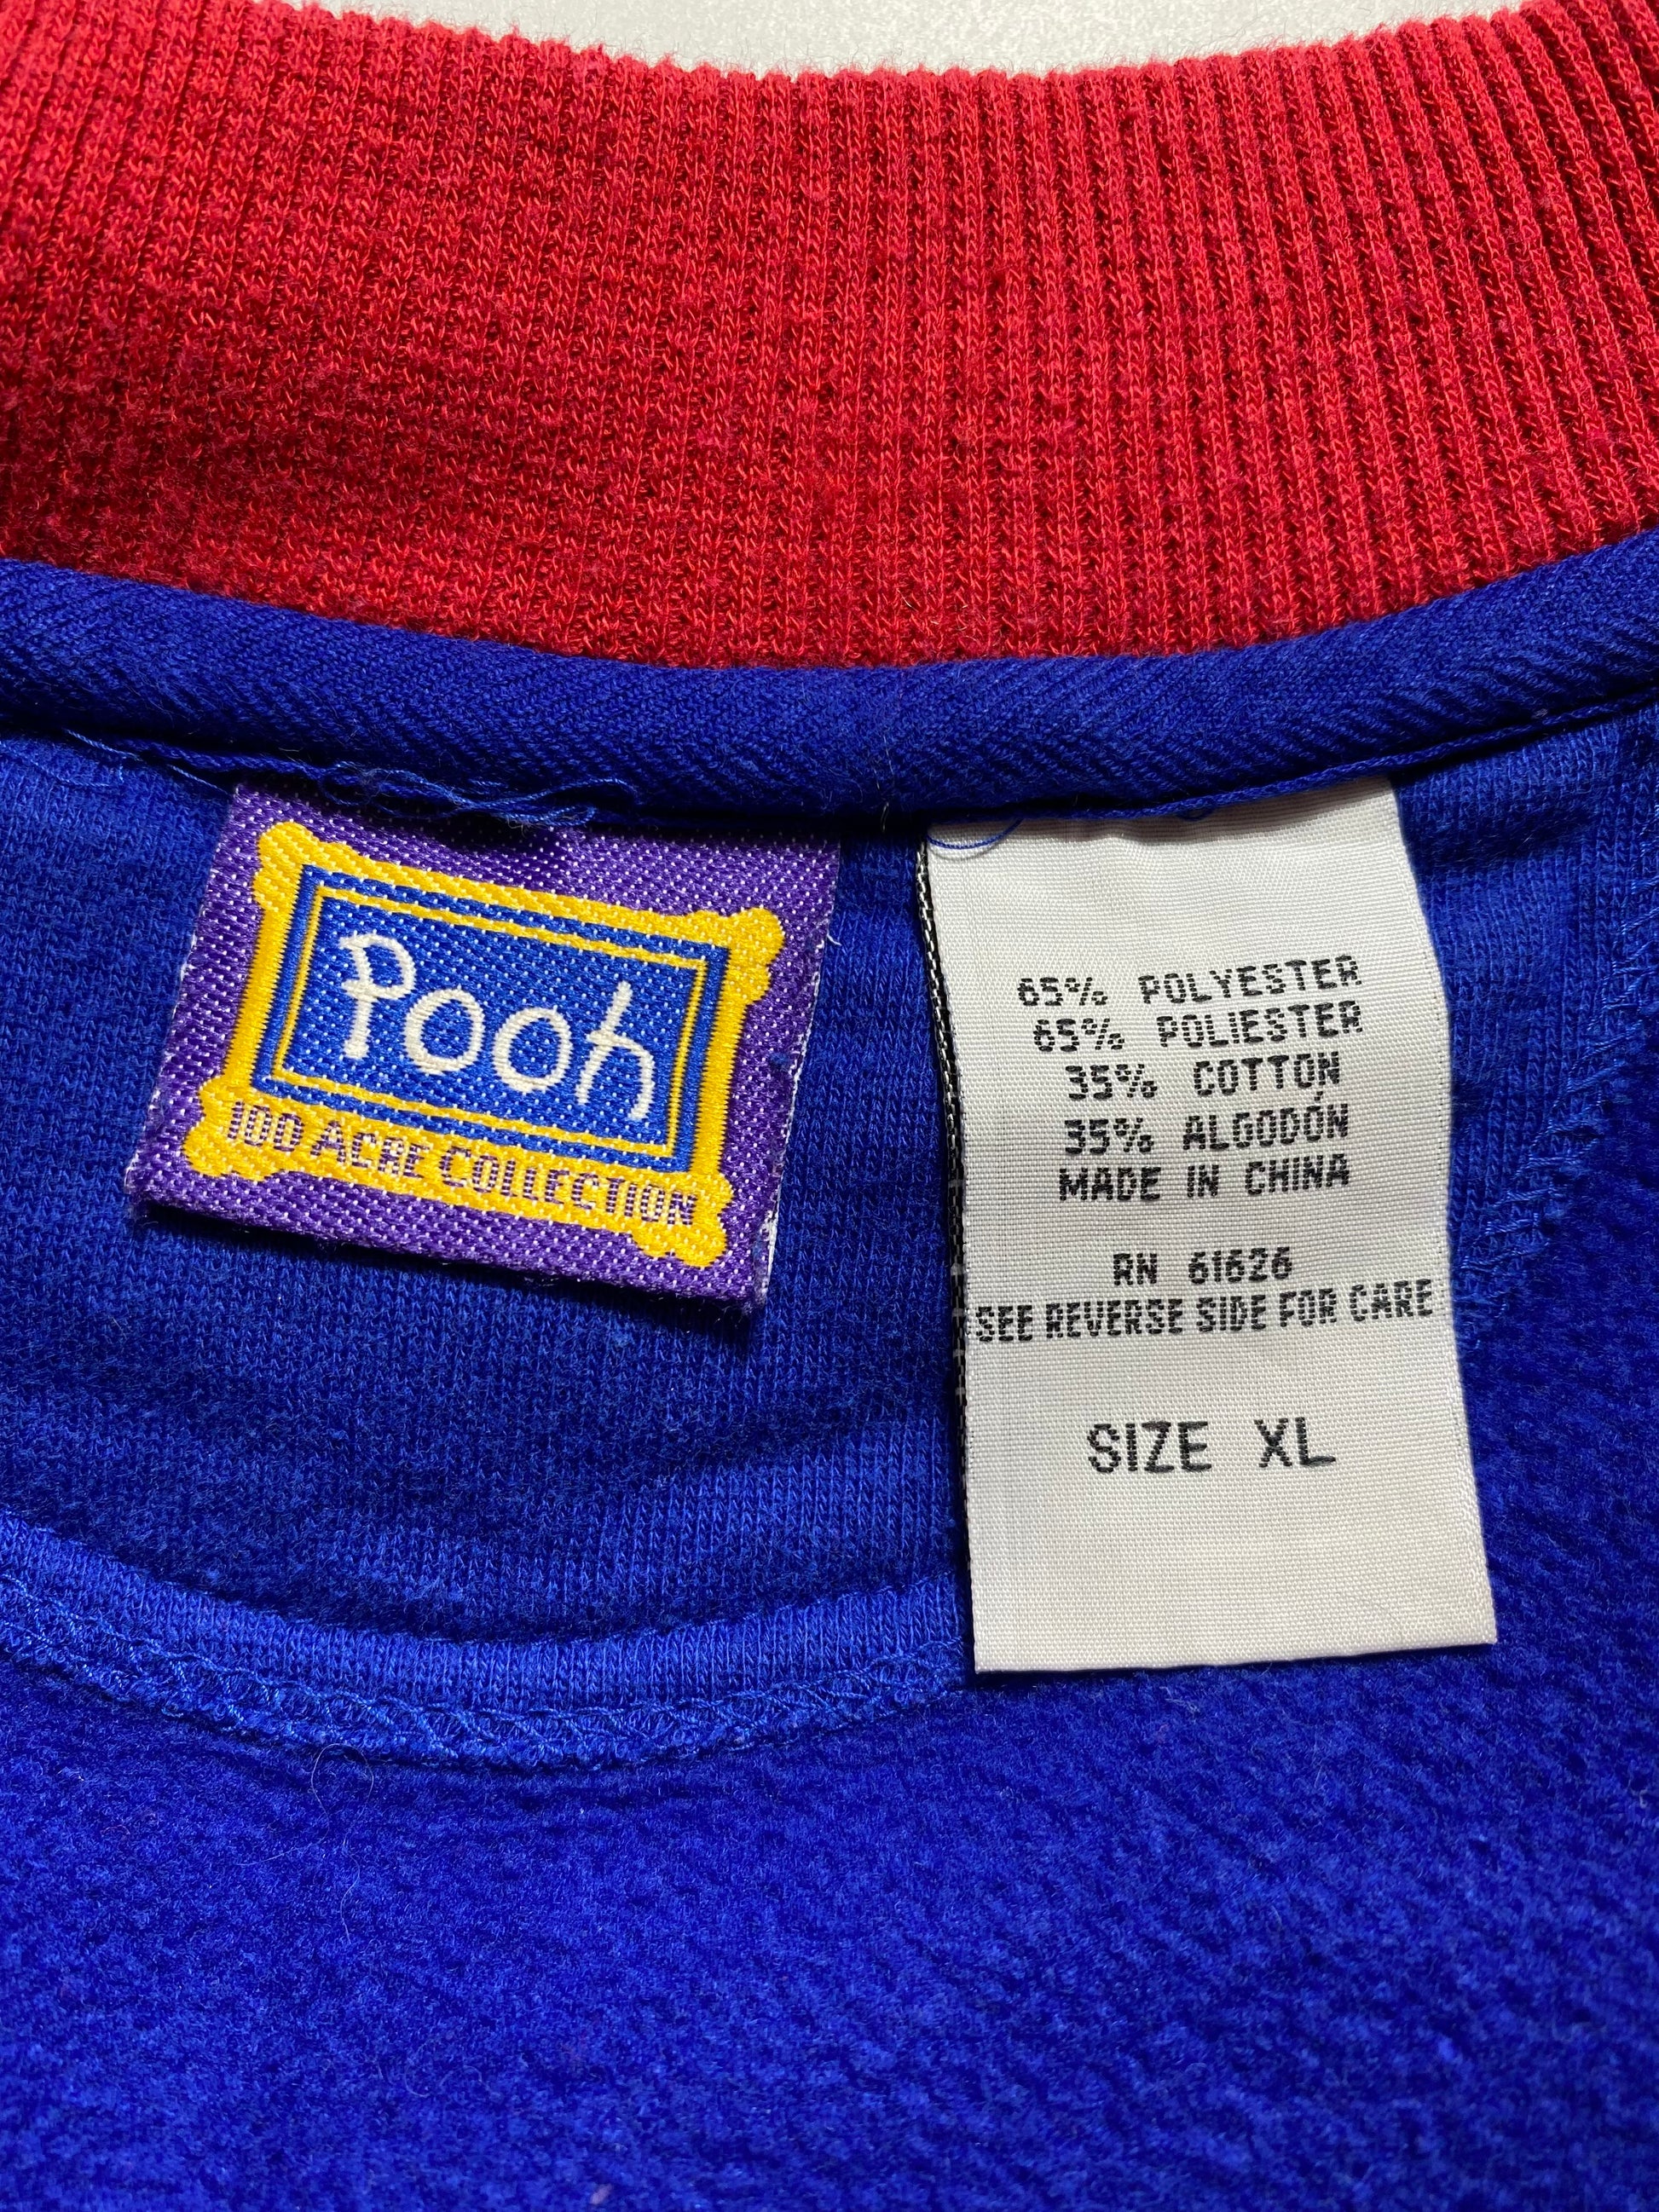 Pooh
100 ACRE COLLECTION
65% POLYESTER
65% POLIESTER
35% COTTON
35% ALGODÓN
MADE IN CHINA
RN 61626
SEE REVERSE SIDE FOR CARE
SIZE XL